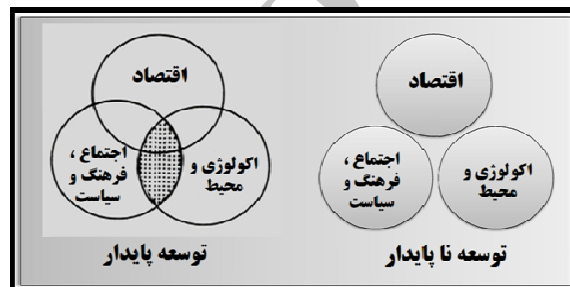 اقتصاد
اجتماع ،
فرهنگ و
سیاست
اکولوژی و
محیط
توسعه نا پایدار
اقتصاد
اجتماع ،
فرهنگ و
سیاست
اکولوژی و
محیط
توسعه پایدار